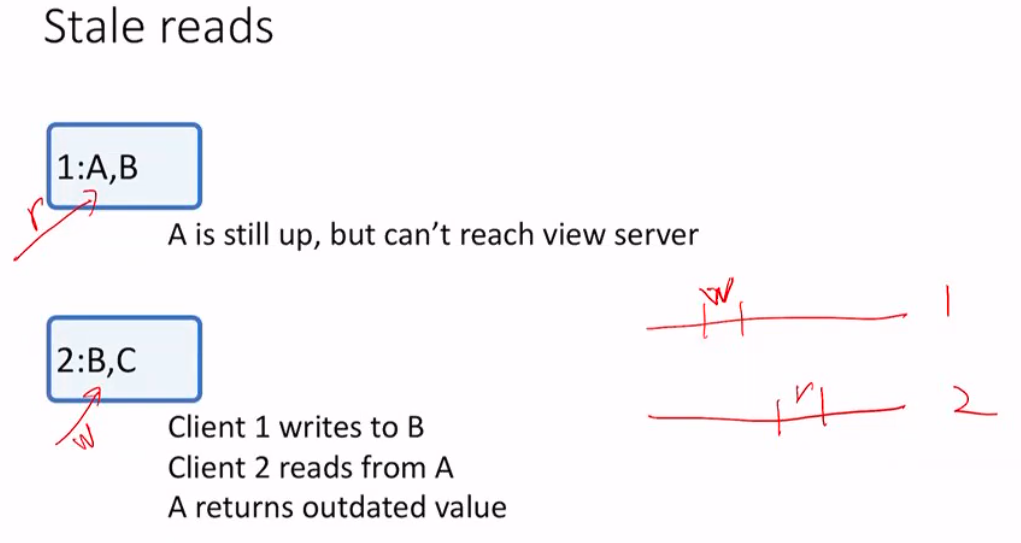 Stale reads
1:A,B
r
A is still up, but can't reach view server
w 1
2:B,C
r 2
w
Client 1 writes to B
Client 2 reads from A
A returns outdated value